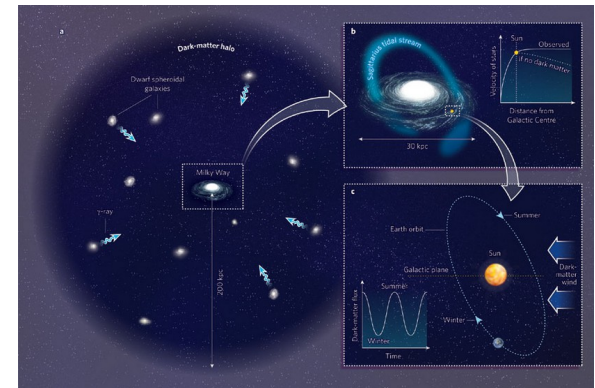 a
Dark-matter halo
Dwarf spheroidal
galaxies
Milky Way
γ-ray
200 kpc
b
Sagittarius tidal stream
30 kpc
Sun
Observed
If no dark matter
Velocity of stars
Distance from
Galactic Centre
c
Summer
Earth orbit
Sun
Galactic plane
Dark-
matter
wind
Winter
Dark-matter flux
Summer
Winter
Time